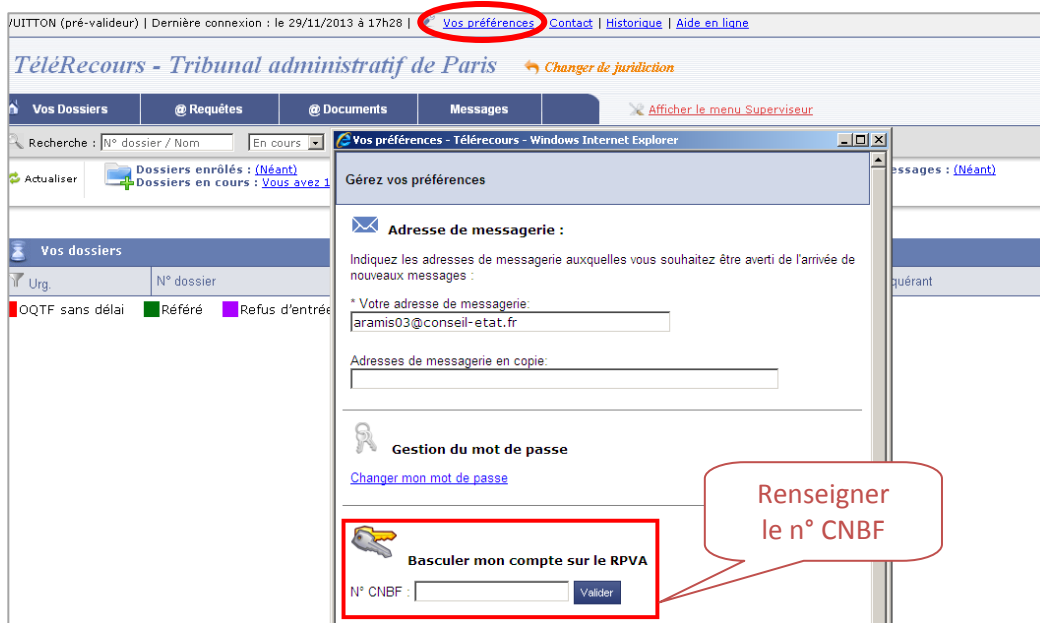 /UITTON (pré-valideur) | Dernière connexion : le 29/11/2013 à 17h28 | Vos préférences | Contact | Historique | Aide en ligne
TéléRecours - Tribunal administratif de Paris Changer de juridiction
Vos Dossiers @ Requêtes @ Documents Messages Afficher le menu Superviseur
Recherche : N° dossier / Nom En cours
Vos préférences - Télérecours - Windows Internet Explorer
Actualiser
Dossiers enrôlés : (Néant)
Dossiers en cours : Vous avez 1
essages : (Néant)
Gérez vos préférences
Adresse de messagerie :
Indiquez les adresses de messagerie auxquelles vous souhaitez être averti de l'arrivée de
nouveaux messages :
* Votre adresse de messagerie:
aramis03@conseil-etat.fr
Adresses de messagerie en copie:
Vos dossiers
Urg. N° dossier quérant
OQTF sans délai Référé Refus d'entrée
Gestion du mot de passe
Changer mon mot de passe
Renseigner
le n° CNBF
Basculer mon compte sur le RPVA
N° CNBF : Valider